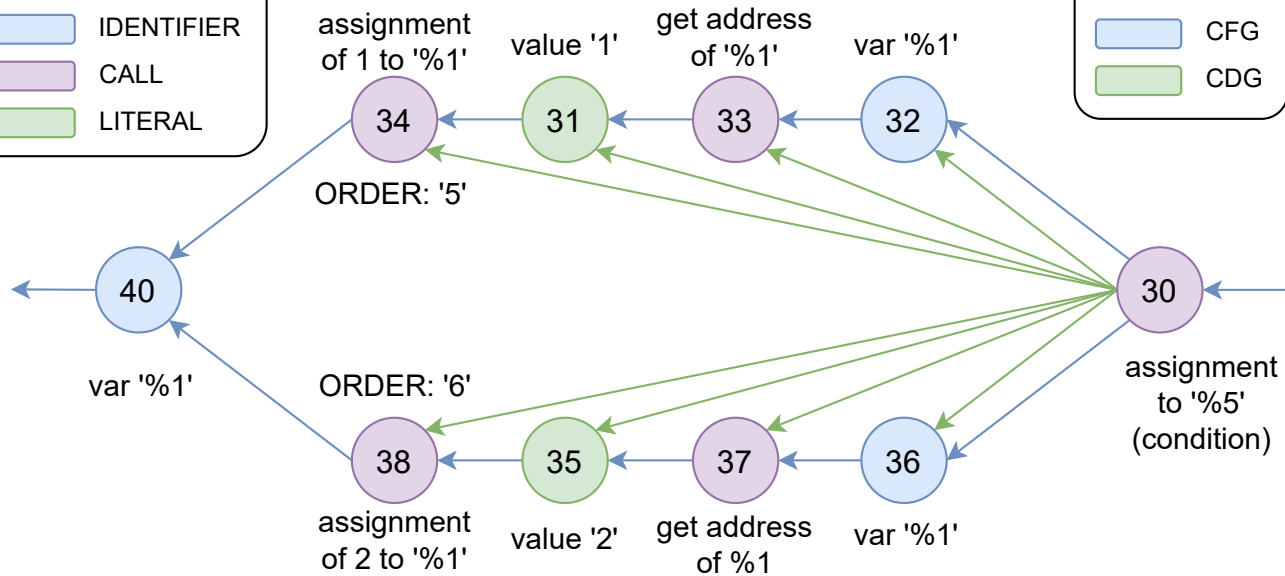 IDENTIFIER
CALL
LITERAL
CFG
CDG
assignment
of 1 to '%1'
value '1'
get address
of '%1'
var '%1'
34
31
33
32
ORDER: '5'
40
30
var '%1'
ORDER: '6'
assignment
to '%5'
(condition)
38
35
37
36
assignment
of 2 to '%1'
value '2'
get address
of %1
var '%1'